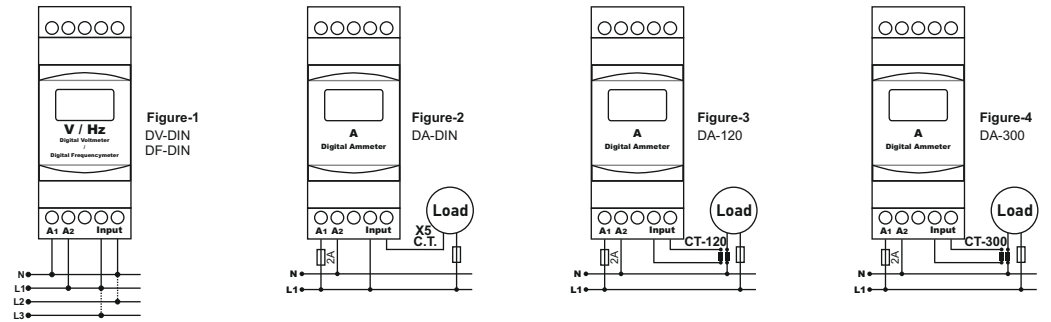 V / Hz
Digital Voltmeter
/
Digital Frequencymeter
A1 A2 Input
N
L1
L2
L3
Figure-1
DV-DIN
DF-DIN
A
Digital Ammeter
A1 A2 Input
2A
X5
C.T.
Load
N
L1
Figure-2
DA-DIN
A
Digital Ammeter
A1 A2 Input
2A
CT-120
Load
N
L1
Figure-3
DA-120
A
Digital Ammeter
A1 A2 Input
2A
CT-300
Load
N
L1
Figure-4
DA-300